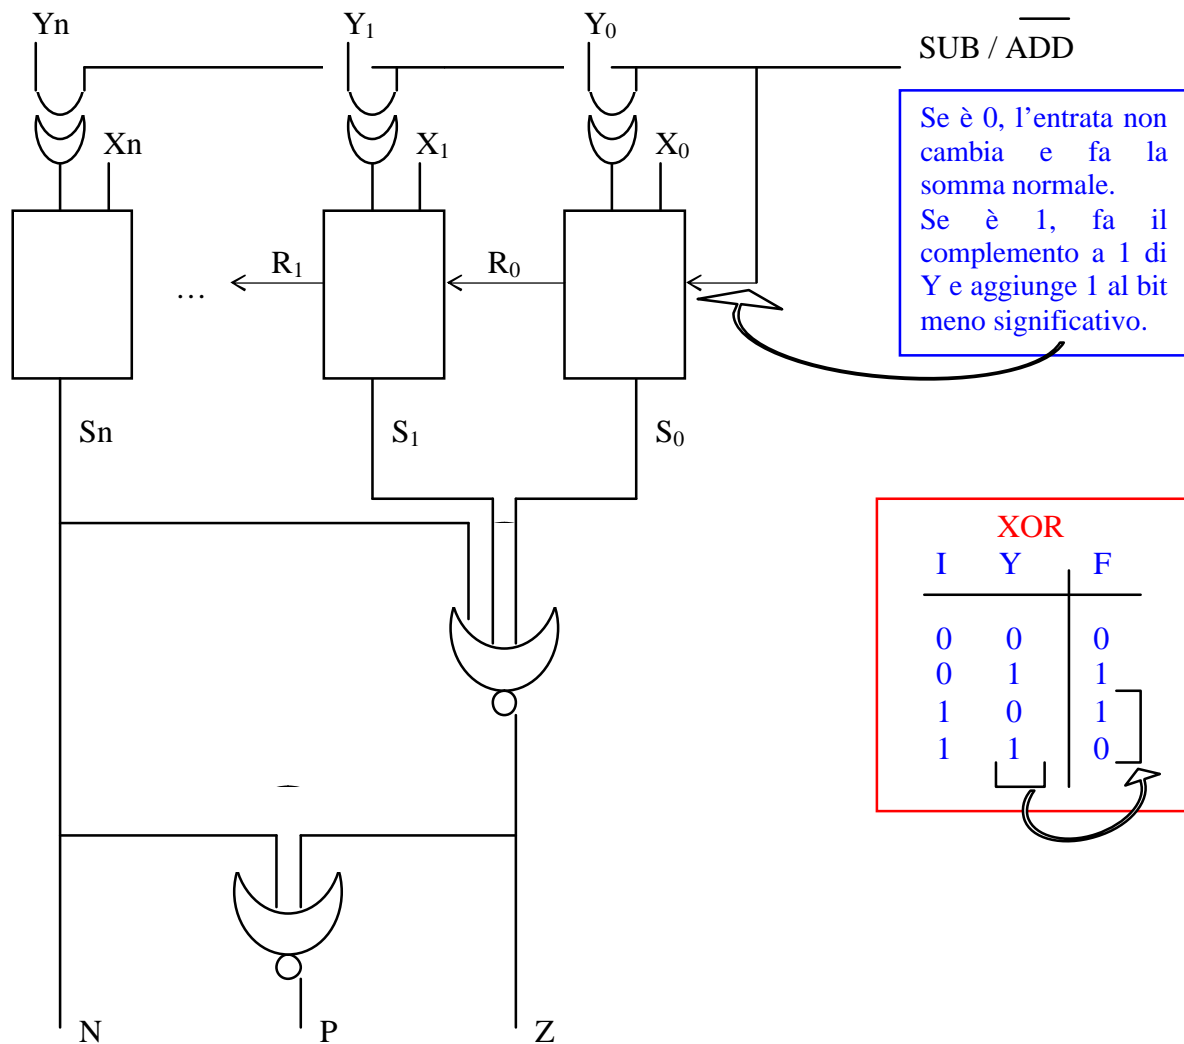 Yn Y₁ Y₀
SUB / A̅D̅D̅
Xn X₁ X₀
Se è 0, l'entrata non
cambia e fa la
somma normale.
Se è 1, fa il
complemento a 1 di
Y e aggiunge 1 al bit
meno significativo.
R₁ R₀
...
Sn S₁ S₀
XOR
I Y F
0 0 0
0 1 1
1 0 1
1 1 0
N P Z